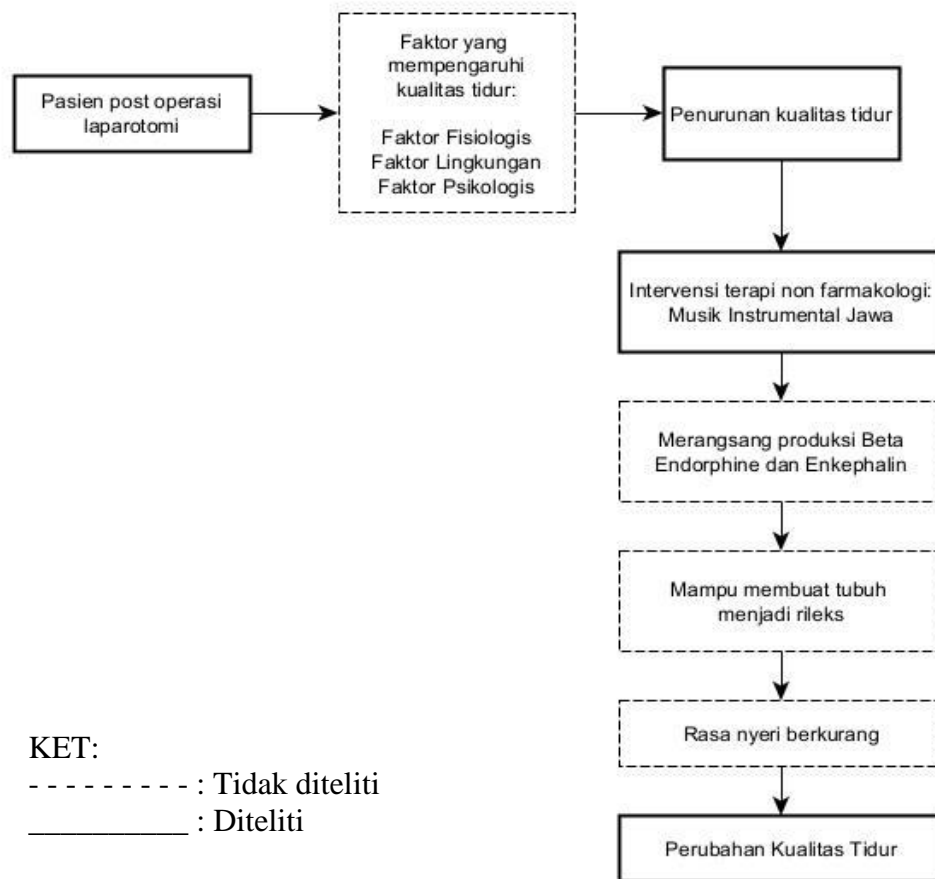 Pasien post operasi
laparotomi
Faktor yang
mempengaruhi
kualitas tidur:
Faktor Fisiologis
Faktor Lingkungan
Faktor Psikologis
Penurunan kualitas tidur
Intervensi terapi non farmakologi:
Musik Instrumental Jawa
Merangsang produksi Beta
Endorphine dan Enkephalin
Mampu membuat tubuh
menjadi rileks
Rasa nyeri berkurang
Perubahan Kualitas Tidur
KET:
- - - - - - - - - : Tidak diteliti
__________ : Diteliti